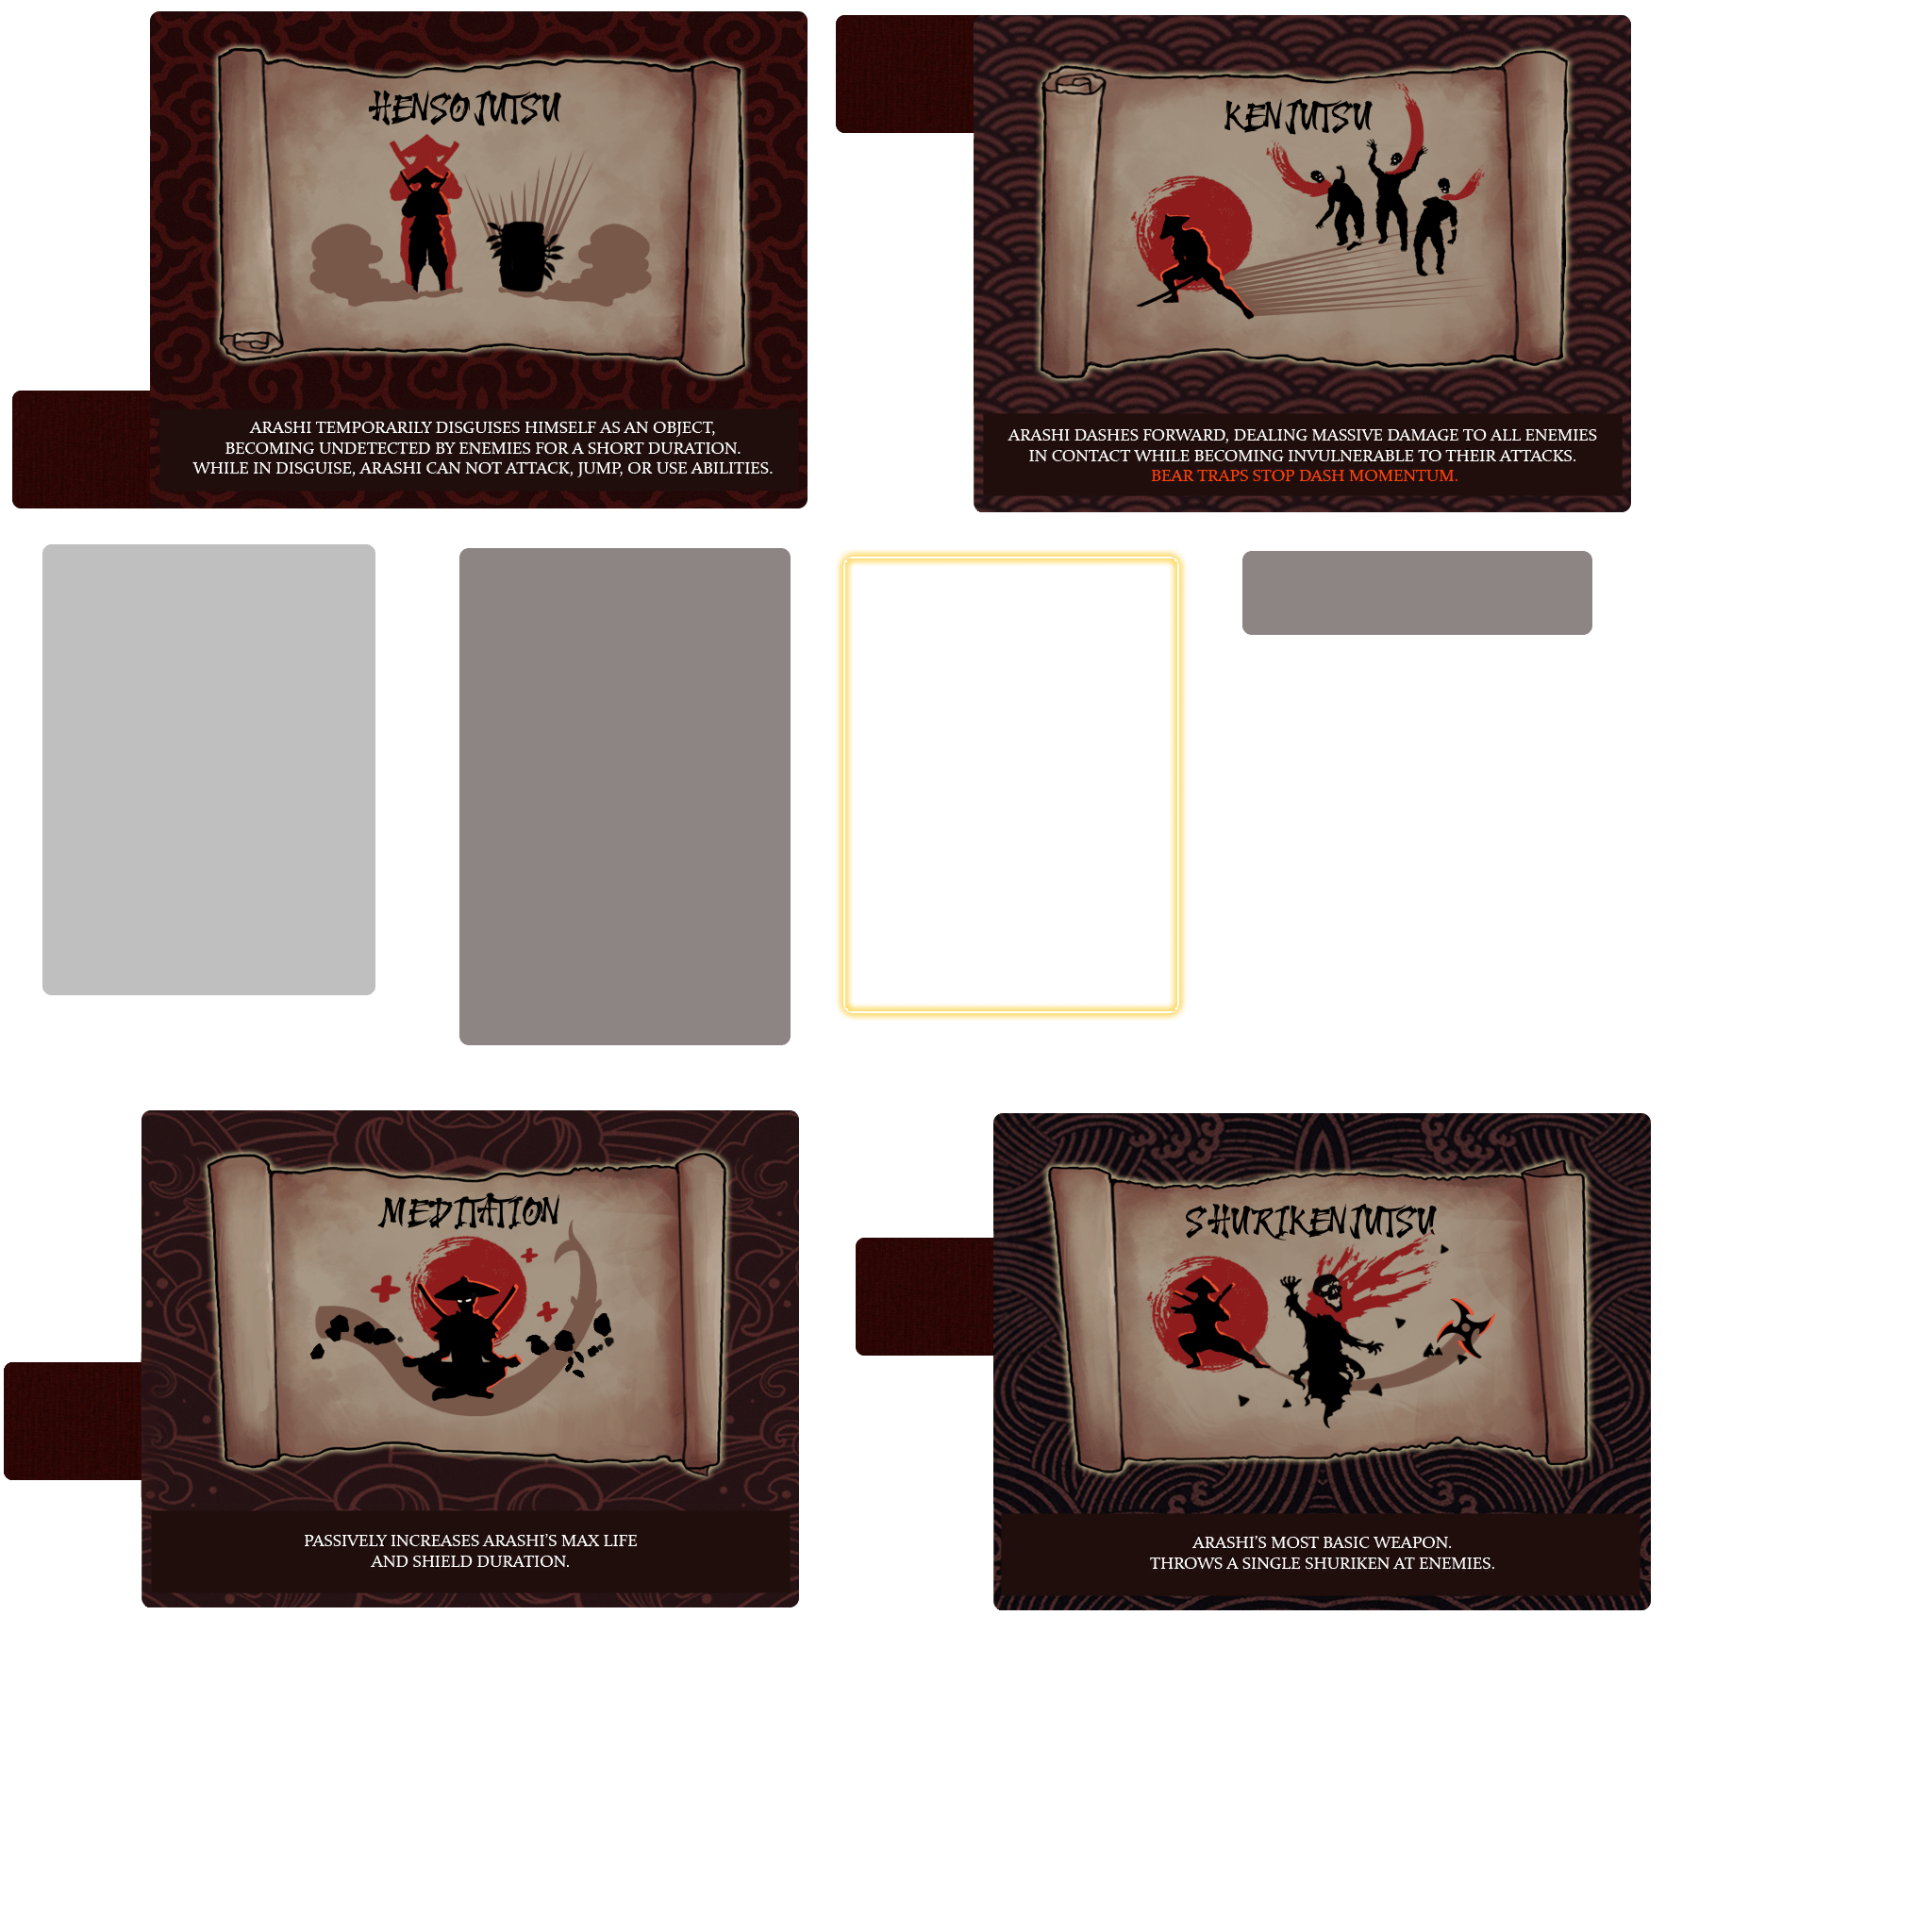 HENSOJUTSU
ARASHI TEMPORARILY DISGUISES HIMSELF AS AN OBJECT,
BECOMING UNDETECTED BY ENEMIES FOR A SHORT DURATION.
WHILE IN DISGUISE, ARASHI CAN NOT ATTACK, JUMP, OR USE ABILITIES.
KENJUTSU
ARASHI DASHES FORWARD, DEALING MASSIVE DAMAGE TO ALL ENEMIES
IN CONTACT WHILE BECOMING INVULNERABLE TO THEIR ATTACKS.
BEAR TRAPS STOP DASH MOMENTUM.
MEDITATION
PASSIVELY INCREASES ARASHI’S MAX LIFE
AND SHIELD DURATION.
SHURIKENJUTSU
ARASHI’S MOST BASIC WEAPON.
THROWS A SINGLE SHURIKEN AT ENEMIES.